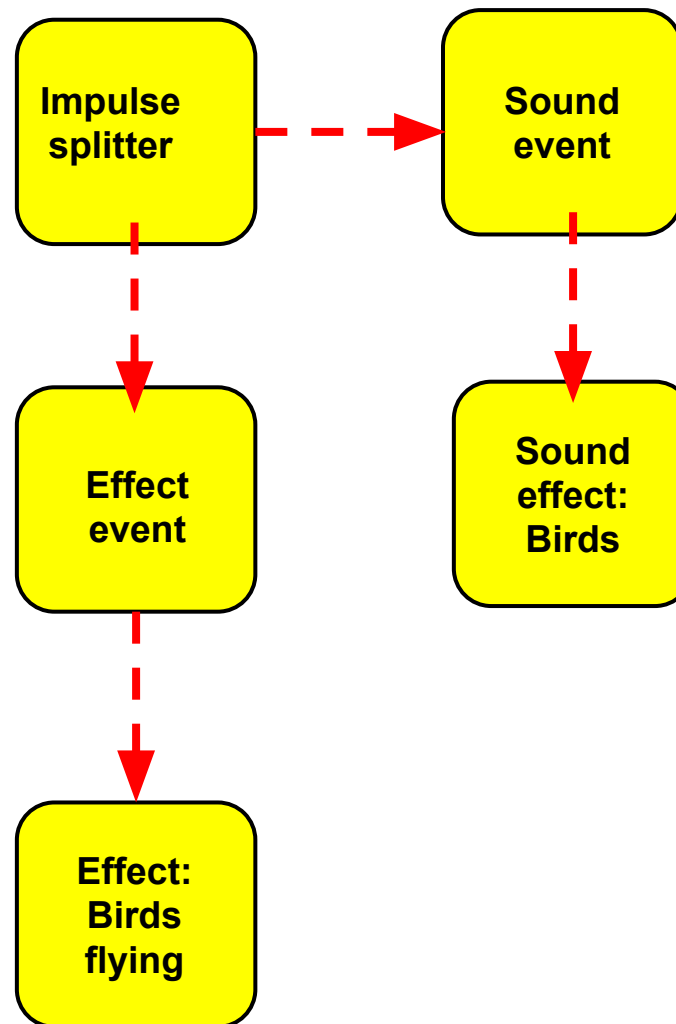 Impulse
splitter
Sound
event
Effect
event
Sound
effect:
Birds
Effect:
Birds
flying